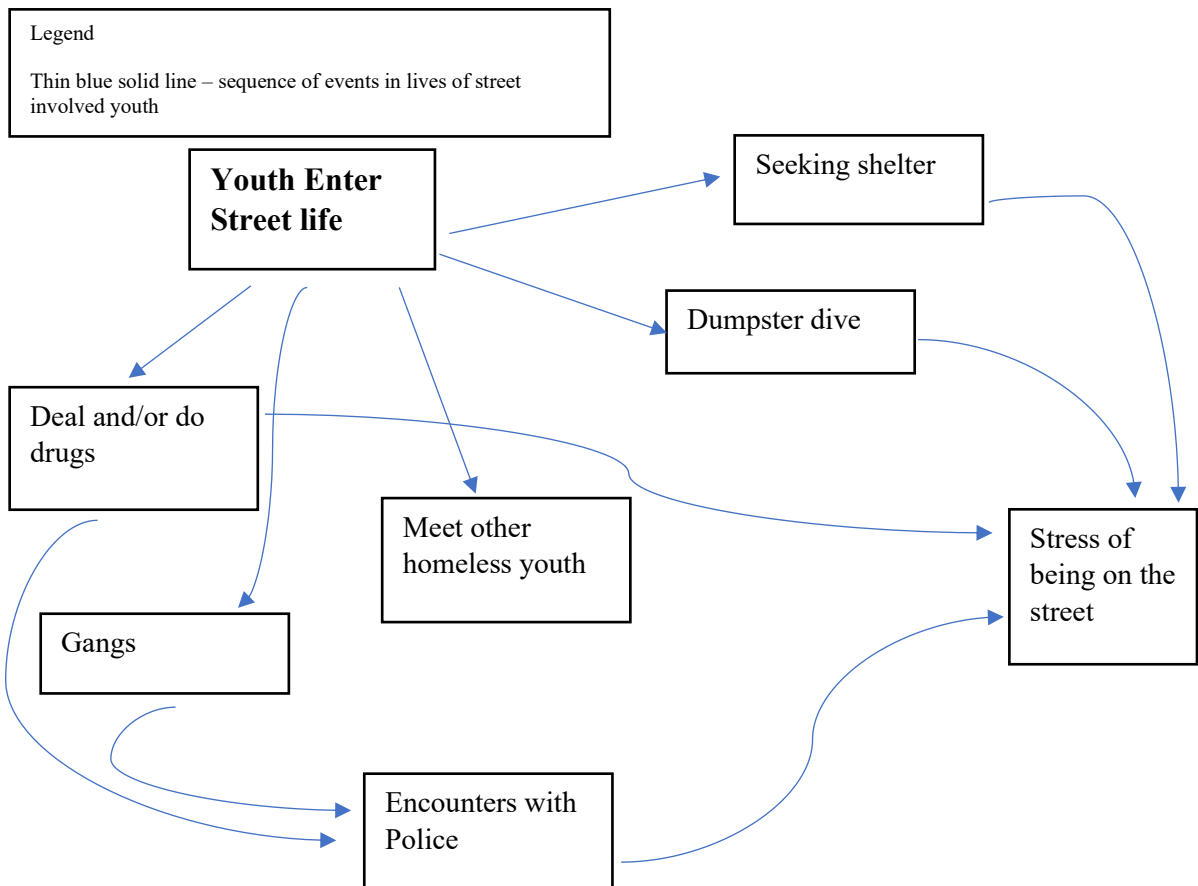 Legend
Thin blue solid line – sequence of events in lives of street
involved youth
Youth Enter
Street life
Seeking shelter
Dumpster dive
Deal and/or do
drugs
Meet other
homeless youth
Stress of
being on the
street
Gangs
Encounters with
Police